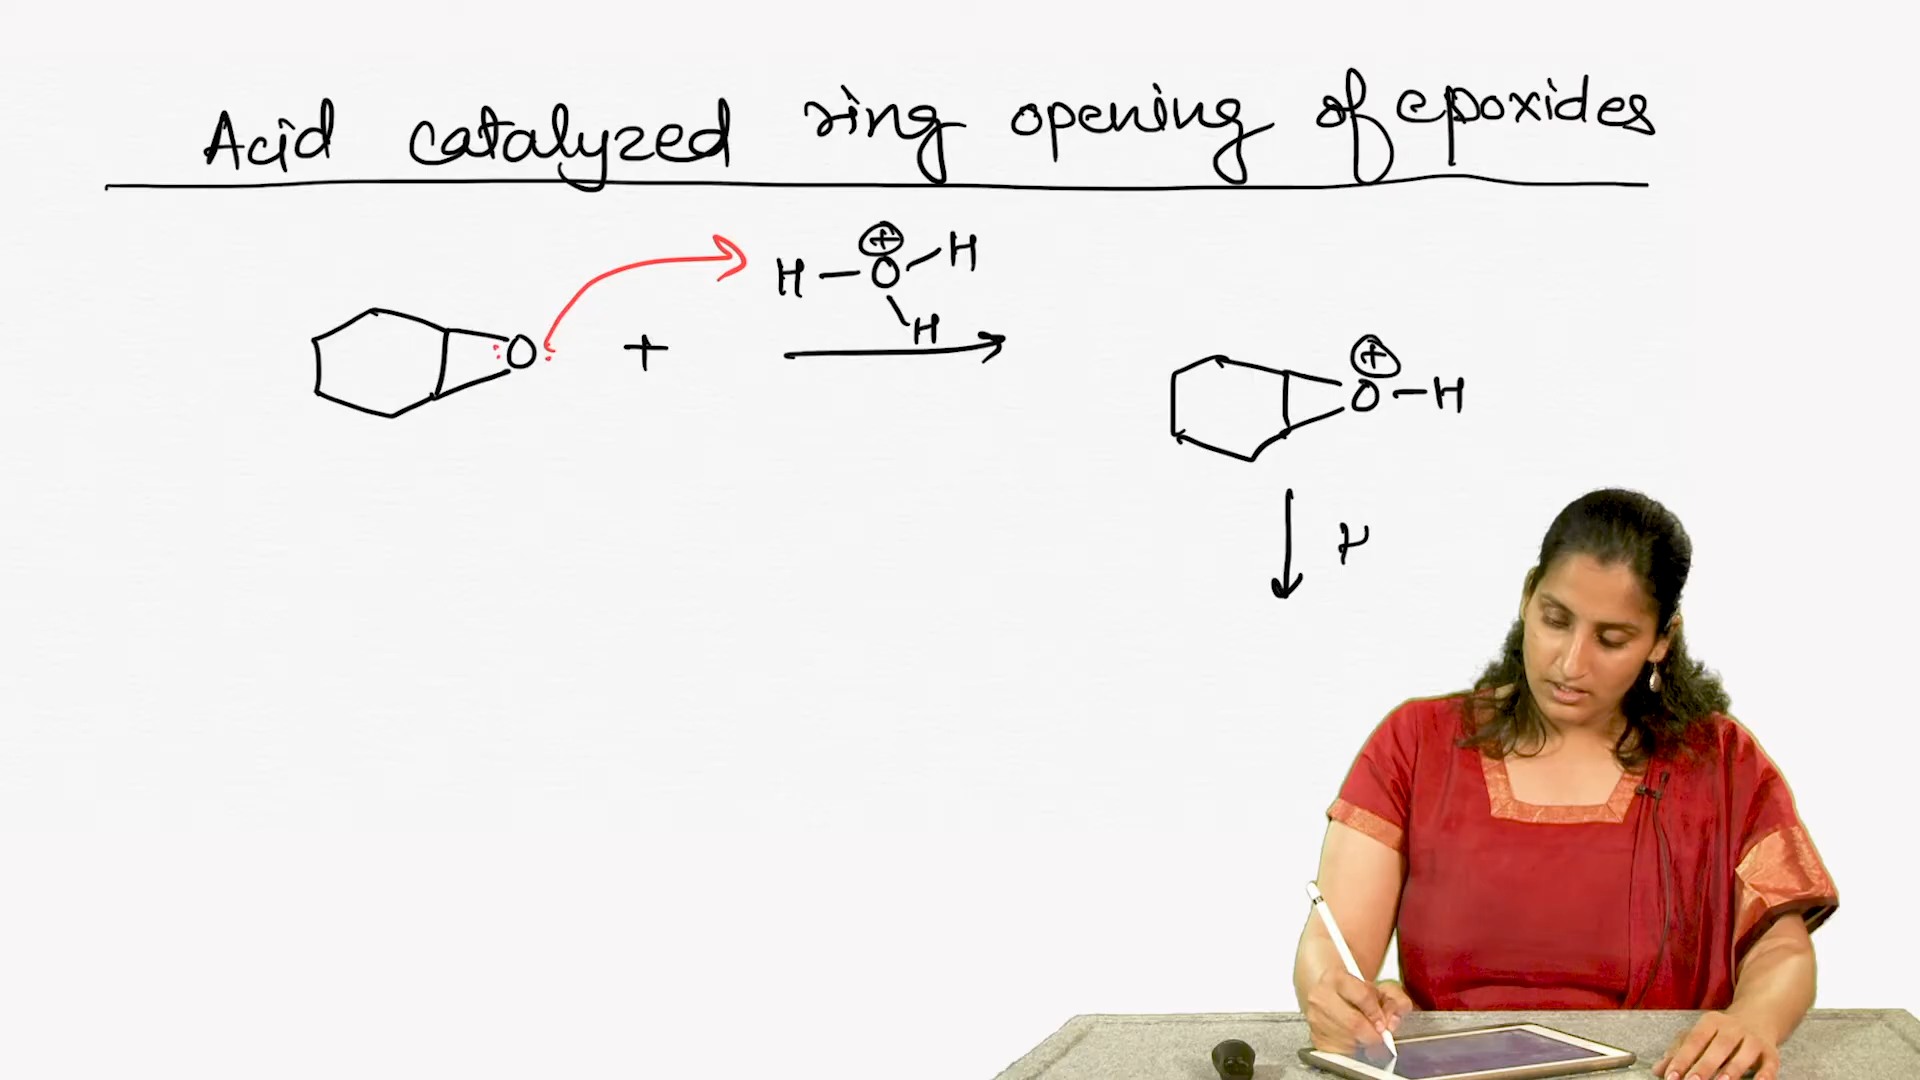 Acid catalyzed ring opening of epoxides
H – O ⊕ – H
H
O +
⊕
O – H
H